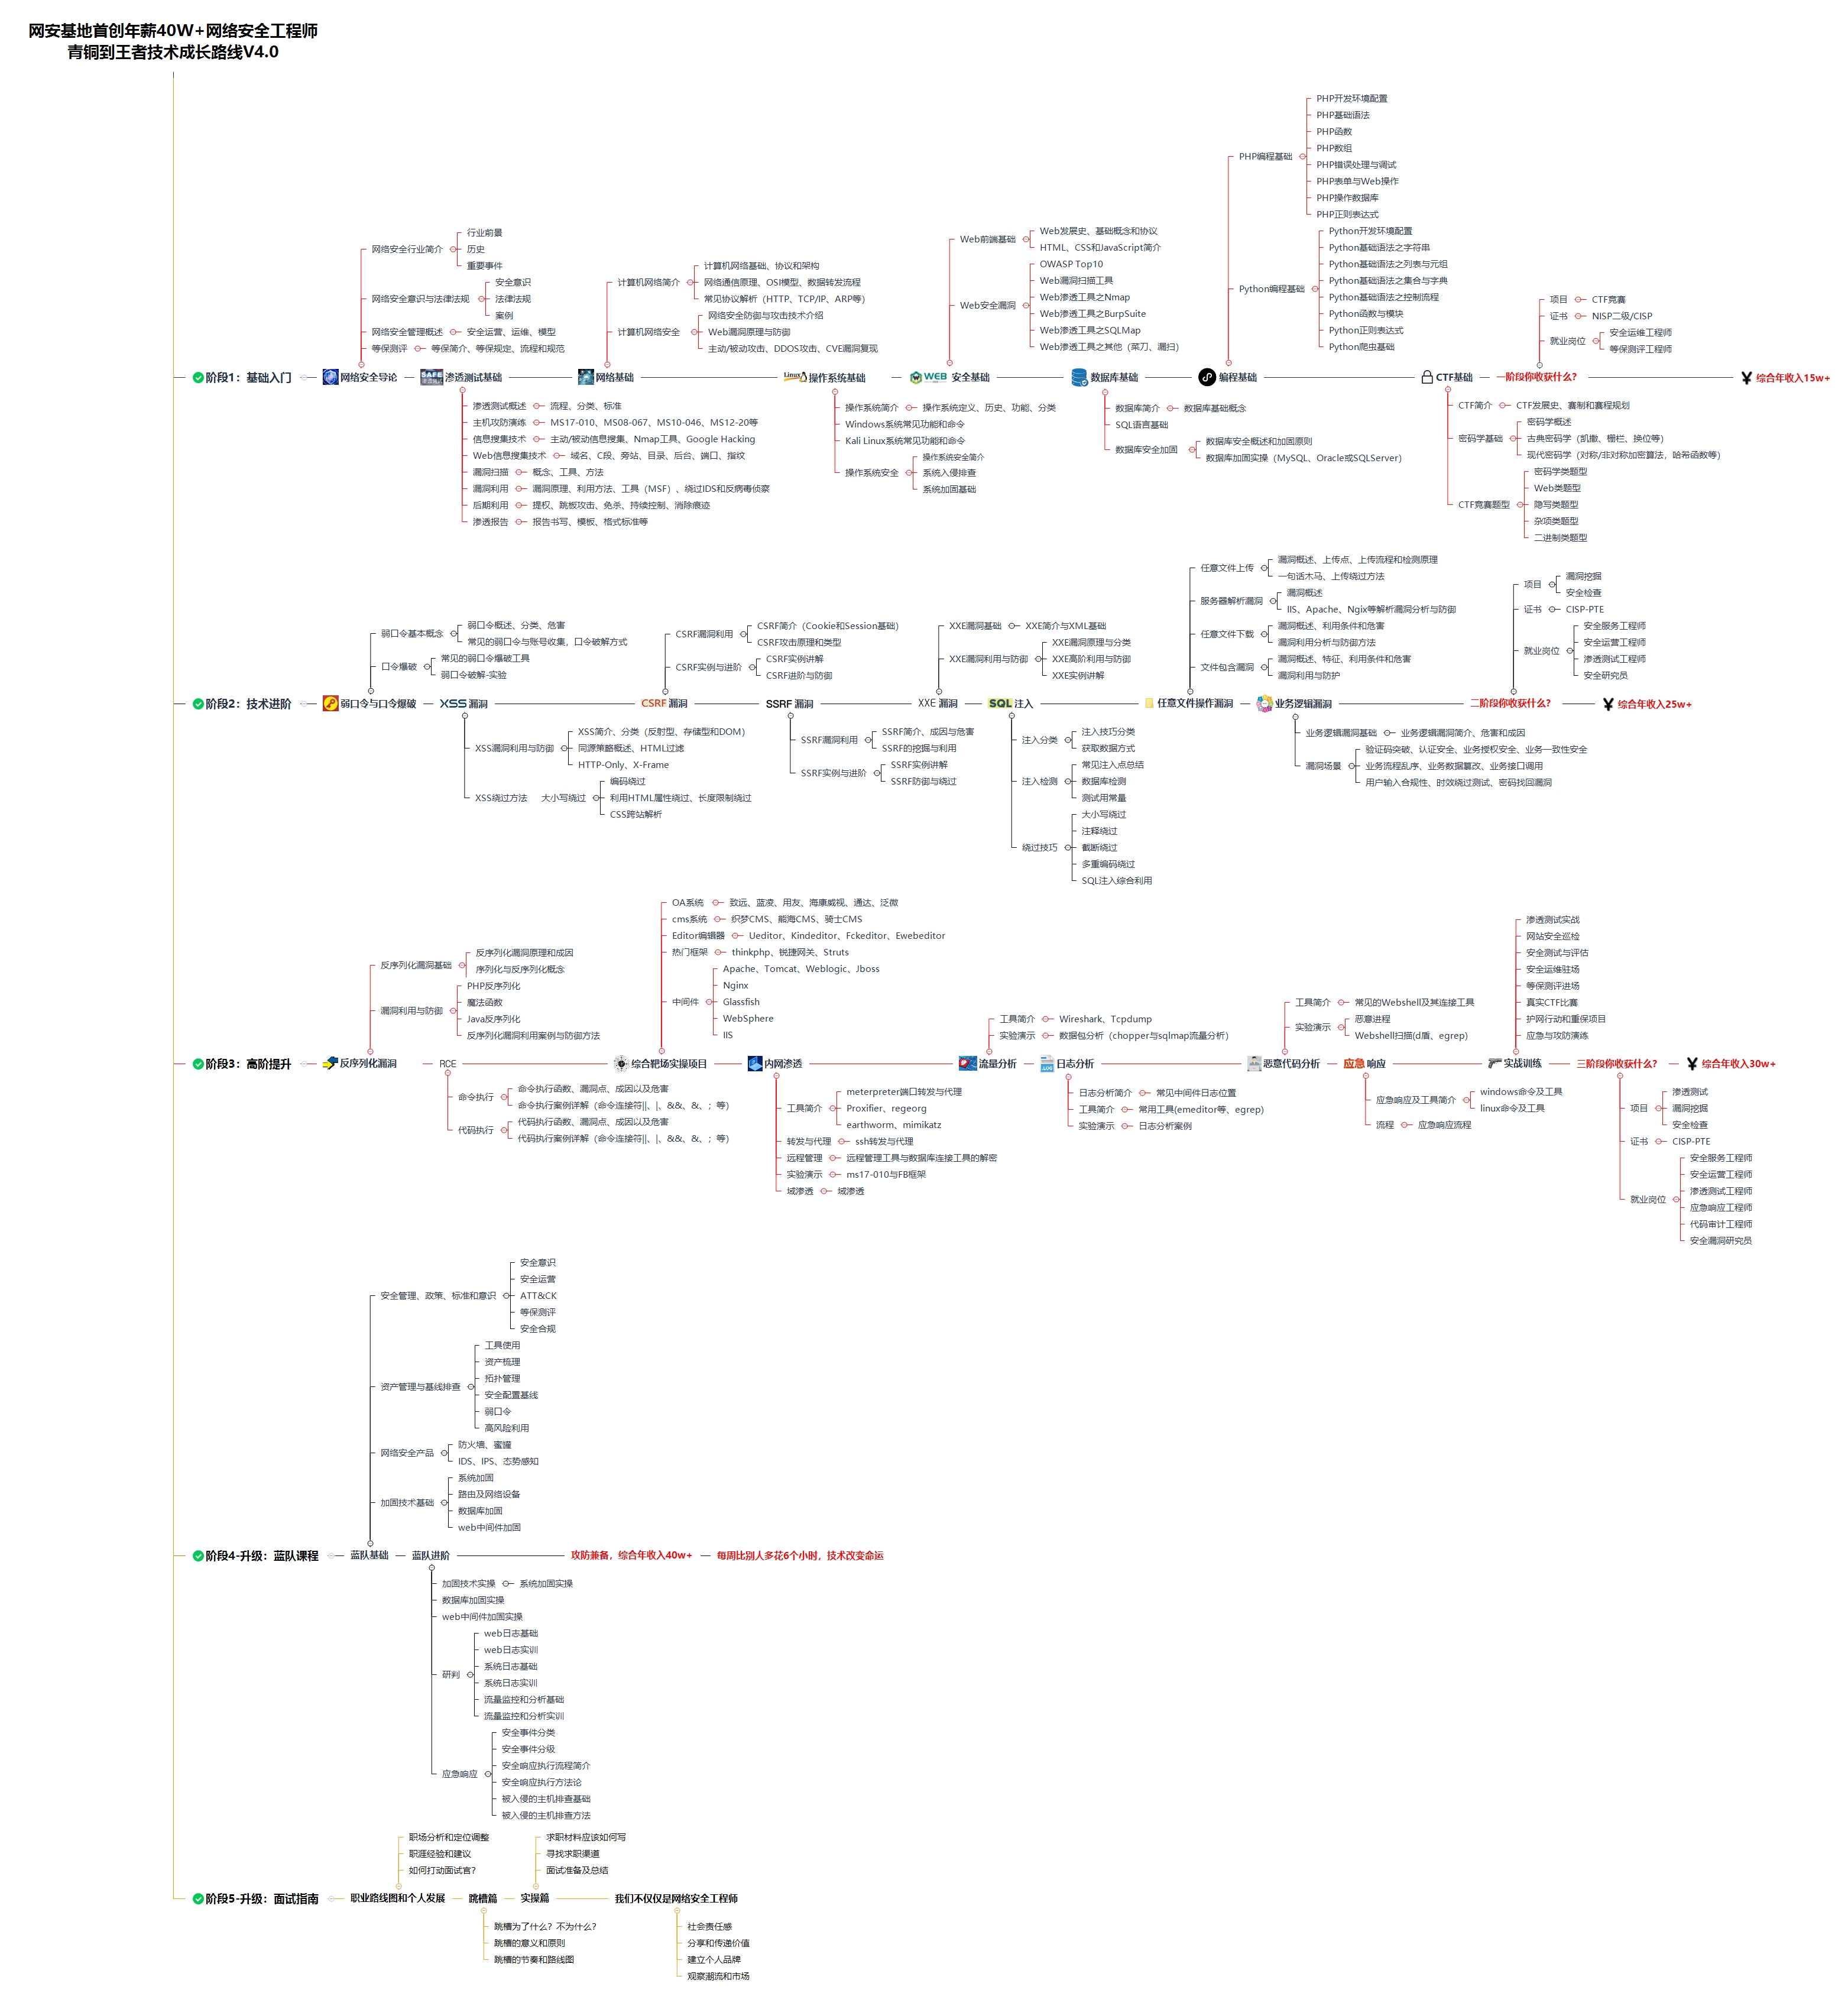 网安基地首创年薪40W+网络安全工程师
青铜到王者技术成长路线V4.0
阶段1：基础入门
网络安全导论
网络安全行业简介
行业前景
历史
重要事件
网络安全意识与法律法规
安全意识
法律法规
案例
网络安全管理概述
安全运营、运维、模型
等保测评
等保简介、等保规定、流程和规范
SAFE
渗透测试基础
渗透测试概述
流程、分类、标准
主机攻防演练
MS17-010、MS08-067、MS10-046、MS12-20等
信息搜集技术
主动/被动信息搜集、Nmap工具、Google Hacking
Web信息搜集技术
域名、C段、旁站、目录、后台、端口、指纹
漏洞扫描
概念、工具、方法
漏洞利用
漏洞原理、利用方法、工具（MSF）、绕过IDS和反病毒侦察
后期利用
提权、跳板攻击、免杀、持续控制、消除痕迹
渗透报告
报告书写、模板、格式标准等
网络基础
计算机网络简介
计算机网络基础、协议和架构
网络通信原理、OSI模型、数据转发流程
常见协议解析（HTTP、TCP/IP、ARP等）
计算机网络安全
网络安全防御与攻击技术介绍
Web漏洞原理与防御
主动/被动攻击、DDOS攻击、CVE漏洞复现
Linux
操作系统基础
操作系统简介
操作系统定义、历史、功能、分类
Windows系统常见功能和命令
Kali Linux系统常见功能和命令
操作系统安全
操作系统安全简介
系统入侵排查
系统加固基础
WEB
安全基础
Web前端基础
Web发展史、基础概念和协议
HTML、CSS和JavaScript简介
Web安全漏洞
OWASP Top10
Web漏洞扫描工具
Web渗透工具之Nmap
Web渗透工具之BurpSuite
Web渗透工具之SQLMap
Web渗透工具之其他（菜刀、漏扫）
数据库基础
数据库简介
数据库基础概念
SQL语言基础
数据库安全加固
数据库安全概述和加固原则
数据库加固实操（MySQL、Oracle或SQLServer）
编程基础
PHP编程基础
PHP开发环境配置
PHP基础语法
PHP函数
PHP数组
PHP错误处理与调试
PHP表单与Web操作
PHP操作数据库
PHP正则表达式
Python编程基础
Python开发环境配置
Python基础语法之字符串
Python基础语法之列表与元组
Python基础语法之集合与字典
Python基础语法之控制流程
Python函数与模块
Python正则表达式
Python爬虫基础
CTF基础
CTF简介
CTF发展史、赛制和赛程规划
密码学基础
密码学概述
古典密码学（凯撒、栅栏、换位等）
现代密码学（对称/非对称加密算法，哈希函数等）
CTF竞赛题型
密码学类题型
Web类题型
隐写类题型
杂项类题型
二进制类题型
一阶段你收获什么?
项目
CTF竞赛
证书
NISP二级/CISP
就业岗位
安全运维工程师
等保测评工程师
综合年收入15w+
阶段2：技术进阶
弱口令与口令爆破
弱口令基本概念
弱口令概述、分类、危害
常见的弱口令与账号收集，口令破解方式
口令爆破
常见的弱口令爆破工具
弱口令破解-实验
XSS 漏洞
XSS漏洞利用与防御
XSS简介、分类（反射型、存储型和DOM）
同源策略概述、HTML过滤
HTTP-Only、X-Frame
XSS绕过方法
大小写绕过
编码绕过
利用HTML属性绕过、长度限制绕过
CSS跨站解析
CSRF 漏洞
CSRF漏洞利用
CSRF简介（Cookie和Session基础）
CSRF攻击原理和类型
CSRF实例与进阶
CSRF实例讲解
CSRF进阶与防御
SSRF 漏洞
SSRF漏洞利用
SSRF简介、成因与危害
SSRF的挖掘与利用
SSRF实例与进阶
SSRF实例讲解
SSRF防御与绕过
XXE 漏洞
XXE漏洞基础
XXE简介与XML基础
XXE漏洞利用与防御
XXE漏洞原理与分类
XXE高阶利用与防御
XXE实例讲解
SQL 注入
注入分类
注入技巧分类
获取数据方式
注入检测
常见注入点总结
数据库检测
测试用常量
绕过技巧
大小写绕过
注释绕过
截断绕过
多重编码绕过
SQL注入综合利用
任意文件操作漏洞
任意文件上传
漏洞概述、上传点、上传流程和检测原理
一句话木马、上传绕过方法
服务器解析漏洞
漏洞概述
IIS、Apache、Ngix等解析漏洞分析与防御
任意文件下载
漏洞概述、利用条件和危害
漏洞利用分析与防御方法
文件包含漏洞
漏洞概述、特征、利用条件和危害
漏洞利用与防护
业务逻辑漏洞
业务逻辑漏洞基础
业务逻辑漏洞简介、危害和成因
漏洞场景
验证码突破、认证安全、业务授权安全、业务一致性安全
业务流程乱序、业务数据篡改、业务接口调用
用户输入合规性、时效绕过测试、密码找回漏洞
二阶段你收获什么?
项目
漏洞挖掘
安全检查
证书
CISP-PTE
就业岗位
安全服务工程师
安全运营工程师
渗透测试工程师
安全研究员
综合年收入25w+
阶段3：高阶提升
反序列化漏洞
反序列化漏洞基础
反序列化漏洞原理和成因
序列化与反序列化概念
漏洞利用与防御
PHP反序列化
魔法函数
Java反序列化
反序列化漏洞利用案例与防御方法
RCE
命令执行
命令执行函数、漏洞点、成因以及危害
命令执行案例详解（命令连接符||、|、&&、&、；等）
代码执行
代码执行函数、漏洞点、成因以及危害
代码执行案例详解（命令连接符||、|、&&、&、；等）
综合靶场实操项目
OA系统
致远、蓝凌、用友、海康威视、通达、泛微
cms系统
织梦CMS、熊海CMS、骑士CMS
Editor编辑器
Ueditor、Kindeditor、Fckeditor、Ewebeditor
热门框架
thinkphp、锐捷网关、Struts
中间件
Apache、Tomcat、Weblogic、Jboss
Nginx
Glassfish
WebSphere
IIS
内网渗透
工具简介
meterpreter端口转发与代理
Proxifier、regeorg
earthworm、mimikatz
转发与代理
ssh转发与代理
远程管理
远程管理工具与数据库连接工具的解密
实验演示
ms17-010与FB框架
域渗透
域渗透
流量分析
工具简介
Wireshark、Tcpdump
实验演示
数据包分析（chopper与sqlmap流量分析）
LOG
日志分析
日志分析简介
常见中间件日志位置
工具简介
常用工具(emeditor等、egrep)
实验演示
日志分析案例
恶意代码分析
工具简介
常见的Webshell及其连接工具
实验演示
恶意进程
Webshell扫描(d盾、egrep)
应急 响应
应急响应及工具简介
windows命令及工具
linux命令及工具
流程
应急响应流程
实战训练
渗透测试实战
网站安全巡检
安全测试与评估
安全运维驻场
等保测评进场
真实CTF比赛
护网行动和重保项目
应急与攻防演练
三阶段你收获什么?
项目
渗透测试
漏洞挖掘
安全检查
证书
CISP-PTE
就业岗位
安全服务工程师
安全运营工程师
渗透测试工程师
应急响应工程师
代码审计工程师
安全漏洞研究员
综合年收入30w+
阶段4-升级：蓝队课程
蓝队基础
安全管理、政策、标准和意识
安全意识
安全运营
ATT&CK
等保测评
安全合规
资产管理与基线排查
工具使用
资产梳理
拓扑管理
安全配置基线
弱口令
高风险利用
网络安全产品
防火墙、蜜罐
IDS、IPS、态势感知
加固技术基础
系统加固
路由及网络设备
数据库加固
web中间件加固
蓝队进阶
加固技术实操
系统加固实操
数据库加固实操
web中间件加固实操
研判
web日志基础
web日志实训
系统日志基础
系统日志实训
流量监控和分析基础
流量监控和分析实训
应急响应
安全事件分类
安全事件分级
安全响应执行流程简介
安全响应执行方法论
被入侵的主机排查基础
被入侵的主机排查方法
攻防兼备，综合年收入40w+
每周比别人多花6个小时，技术改变命运
阶段5-升级：面试指南
职业路线图和个人发展
职场分析和定位调整
职涯经验和建议
如何打动面试官?
跳槽篇
跳槽为了什么？不为什么?
跳槽的意义和原则
跳槽的节奏和路线图
实操篇
求职材料应该如何写
寻找求职渠道
面试准备及总结
我们不仅仅是网络安全工程师
社会责任感
分享和传递价值
建立个人品牌
观察潮流和市场